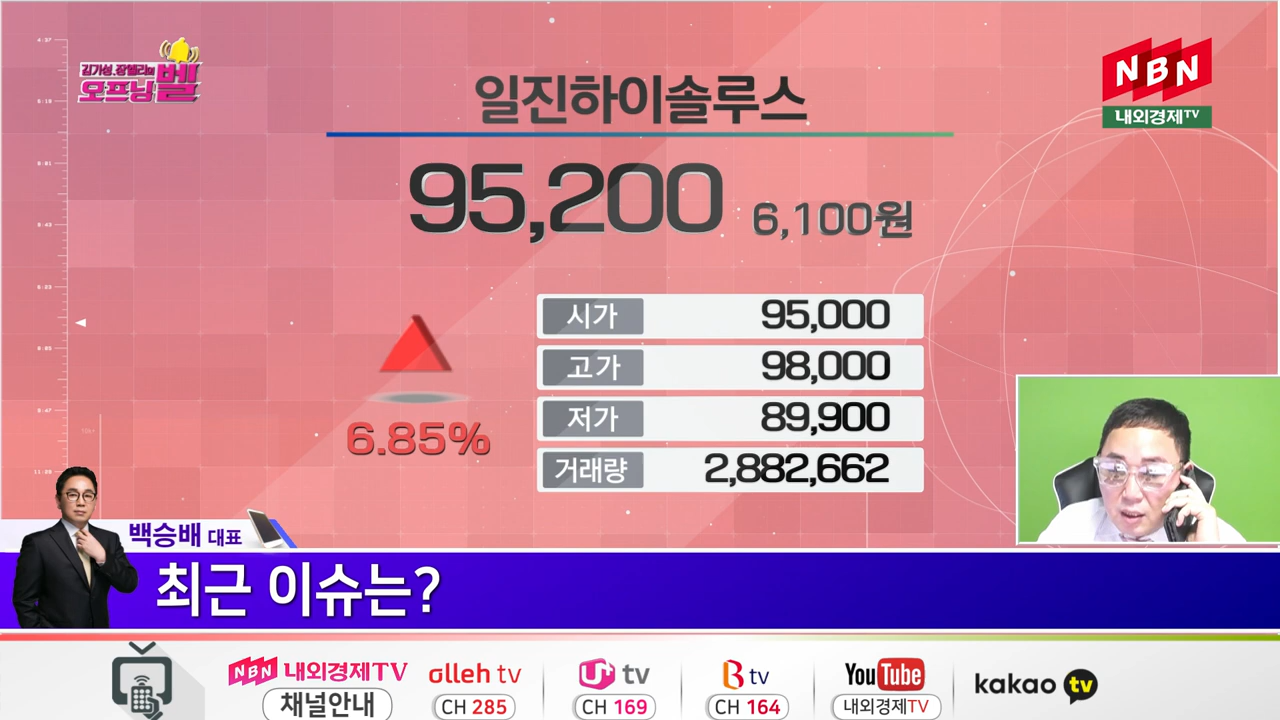 김가성.장텔리의
오프닝벨
NBN
내외경제TV
일진하이솔루스
95,200 6,100원
6.85%
시가 95,000
고가 98,000
저가 89,900
거래량 2,882,662
백승배 대표
최근 이슈는?
NBN 내외경제TV
채널안내
olleh tv
CH 285
U+ tv
CH 169
B tv
CH 164
YouTube
내외경제TV
kakao tv